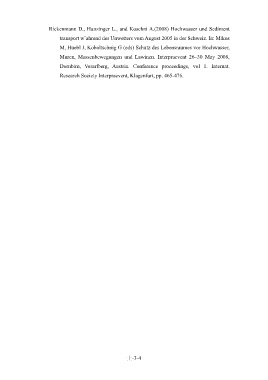 Rickenmann D., Hunzinger L., and Koschni A.(2008) Hochwasser und Sediment
transport während des Unwetters vom August 2005 in der Schweiz. In: Mikos
M, Huebl J, Koboltschnig G (eds) Schutz des Lebensraumes vor Hochwasser,
Muren, Massenbewegungen und Lawinen. Interpraevent 26-30 May 2008,
Dornbirn, Vorarlberg, Austria. Conference proceedings, vol 1. Internat.
Research Society Interpraevent, Klagenfurt, pp. 465-476.
1-3-4